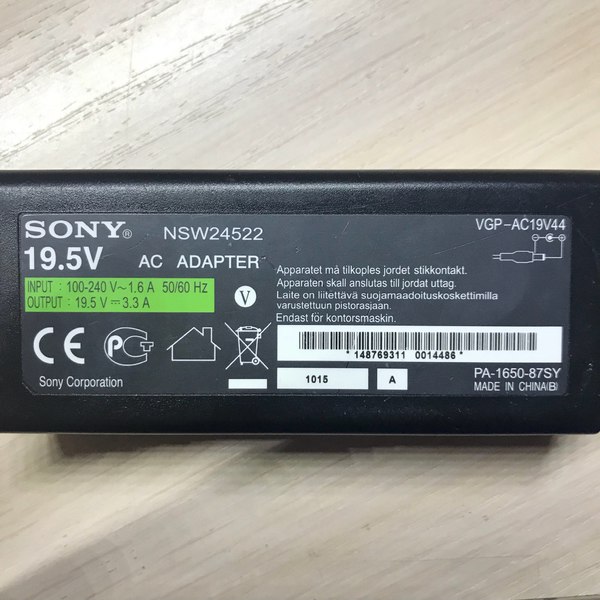 SONY® NSW24522
VGP-AC19V44
19.5V AC ADAPTER
INPUT : 100-240 V~1.6 A 50/60 Hz
OUTPUT : 19.5 V⎓3.3 A
V
Apparatet må tilkoples jordet stikkontakt.
Apparaten skall anslutas till jordat uttag.
Laite on liitettävä suojamaadoituskoskettimilla
varustettuun pistorasiaan.
Endast för kontorsmaskin.
CE PCT
* 148769311 0014486 *
Sony Corporation
1015 A
PA-1650-87SY
MADE IN CHINA(B)